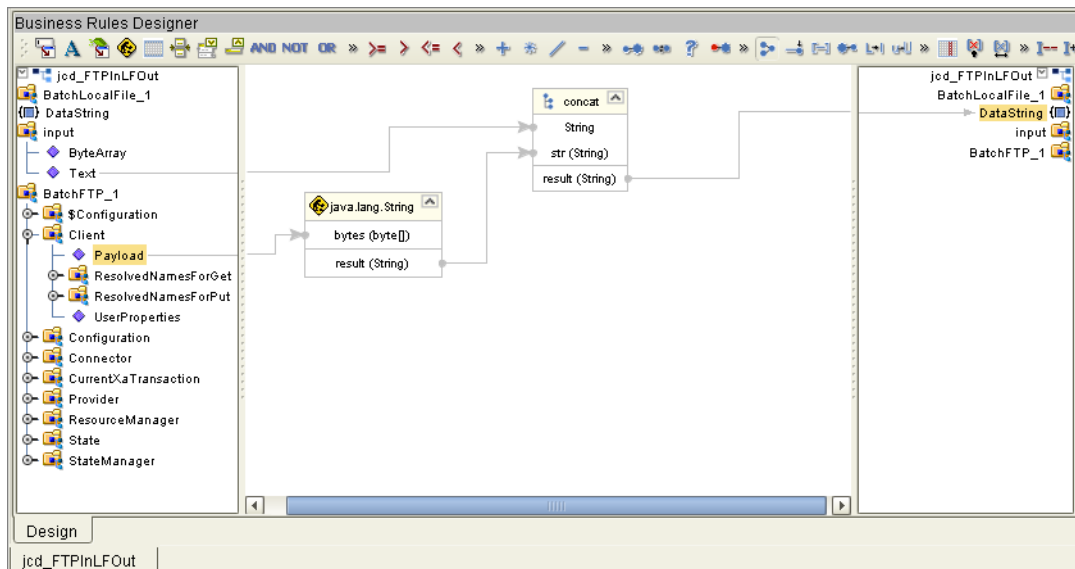 Business Rules Designer
A AND NOT OR » >= > <= < » + * / - » ? » » »
jcd_FTPInLFOut
BatchLocalFile_1
{} DataString
input
ByteArray
Text
BatchFTP_1
$Configuration
Client
Payload
ResolvedNamesForGet
ResolvedNamesForPut
UserProperties
Configuration
Connector
CurrentXaTransaction
Provider
ResourceManager
State
StateManager
concat
String
str (String)
result (String)
java.lang.String
bytes (byte[])
result (String)
jcd_FTPInLFOut
BatchLocalFile_1
DataString {}
input
BatchFTP_1
Design
jcd_FTPInLFOut